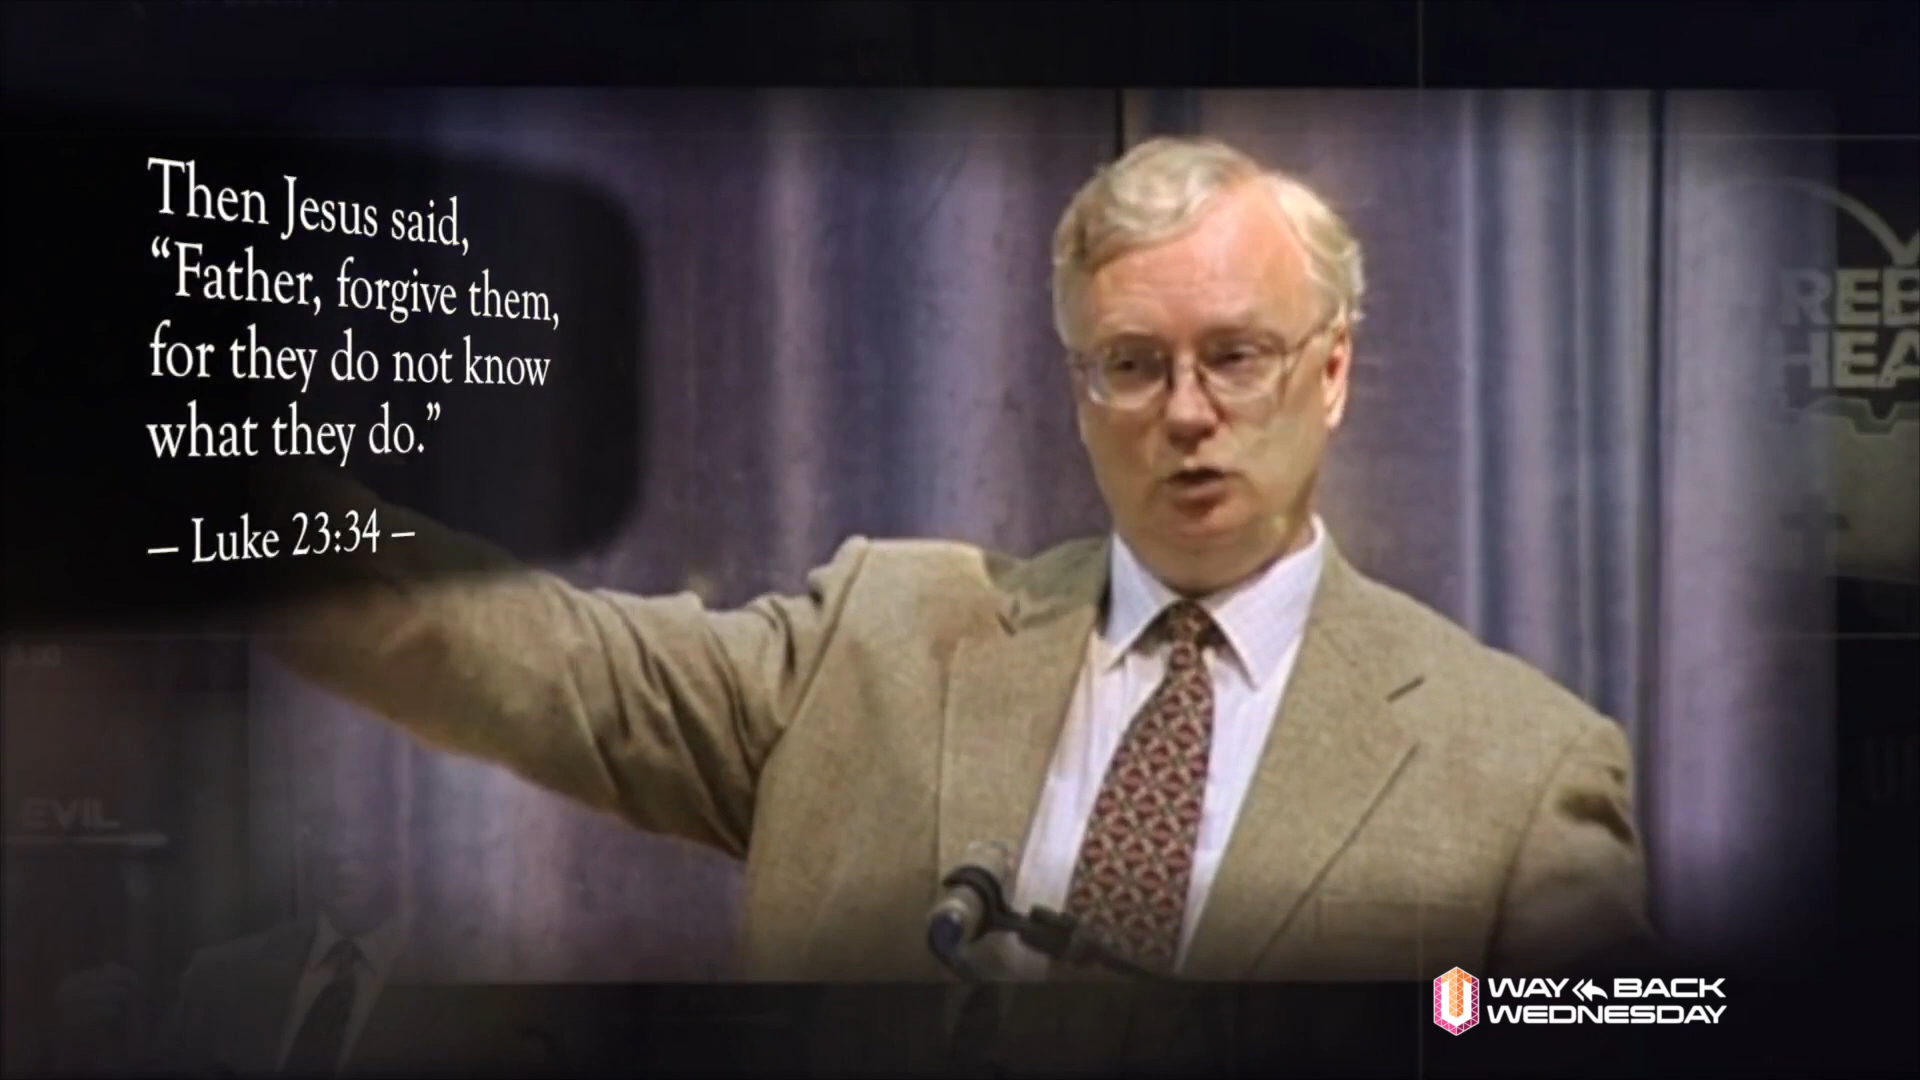 Then Jesus said,
“Father, forgive them,
for they do not know
what they do.”
– Luke 23:34 –
EVIL
WAY BACK
WEDNESDAY